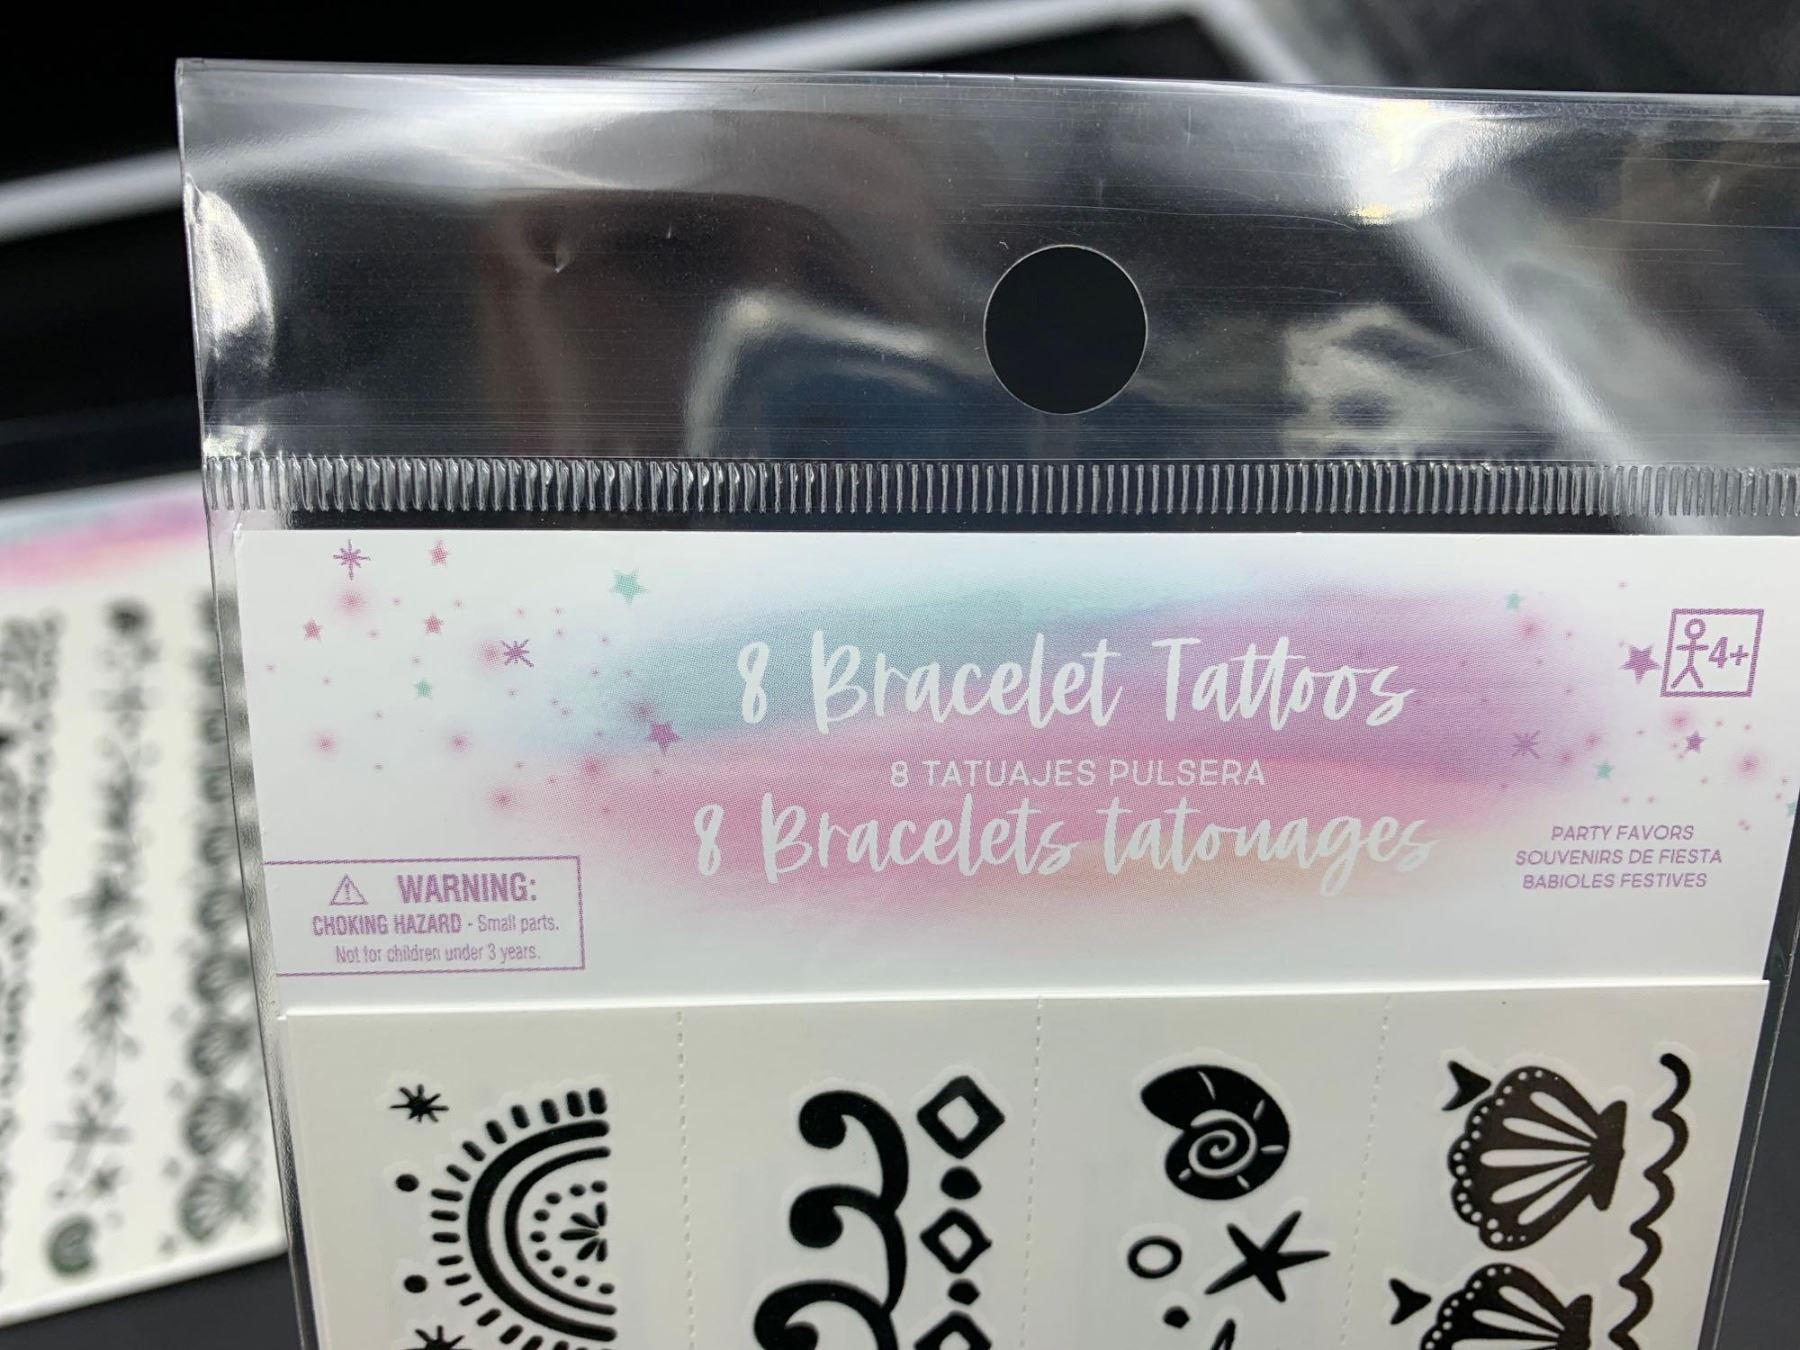 8 Bracelet Tattoos
8 TATUAJES PULSERA
8 Bracelets tatouages
4+
PARTY FAVORS
SOUVENIRS DE FIESTA
BABIOLES FESTIVES
WARNING:
CHOKING HAZARD - Small parts.
Not for children under 3 years.